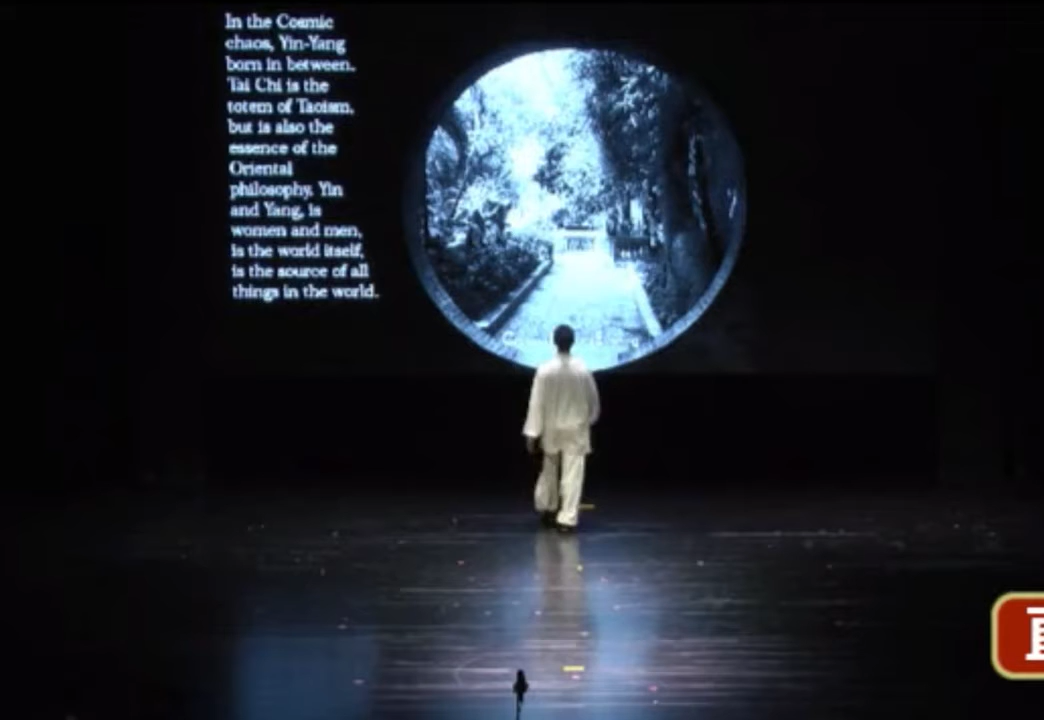 In the Cosmic
chaos, Yin-Yang
born in between.
Tai Chi is the
totem of Taoism,
but is also the
essence of the
Oriental
philosophy. Yin
and Yang, is
women and men,
is the world itself,
is the source of all
things in the world.